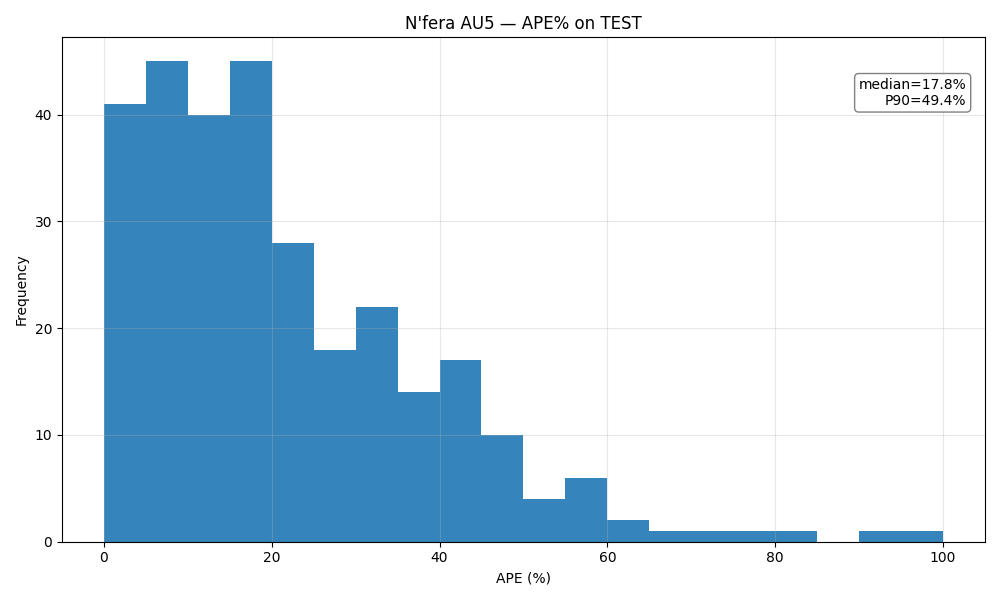 N'fera AU5 — APE% on TEST
median=17.8%
P90=49.4%
Frequency
40
30
20
10
0
0 20 40 60 80 100
APE (%)